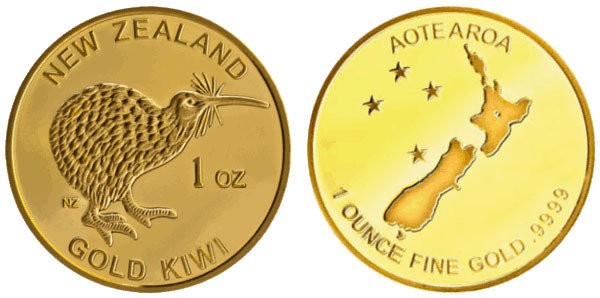 NEW ZEALAND
1 OZ
NZ
GOLD KIWI
AOTEAROA
1 OUNCE FINE GOLD .9999